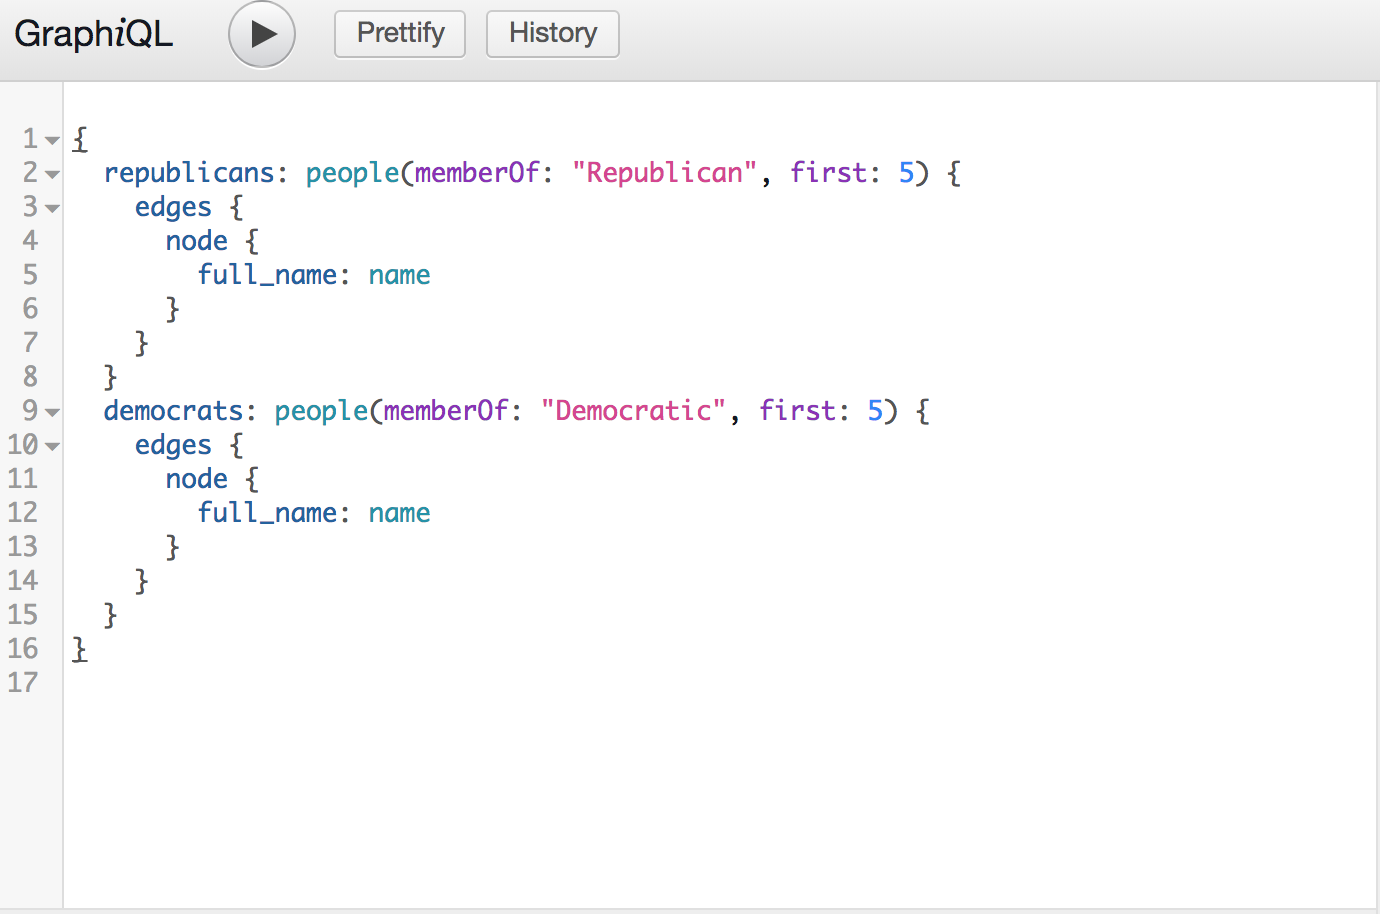 GraphiQL Prettify History
1 {
2   republicans: people(memberOf: "Republican", first: 5) {
3     edges {
4       node {
5         full_name: name
6       }
7     }
8   }
9   democrats: people(memberOf: "Democratic", first: 5) {
10     edges {
11       node {
12         full_name: name
13       }
14     }
15   }
16 }
17